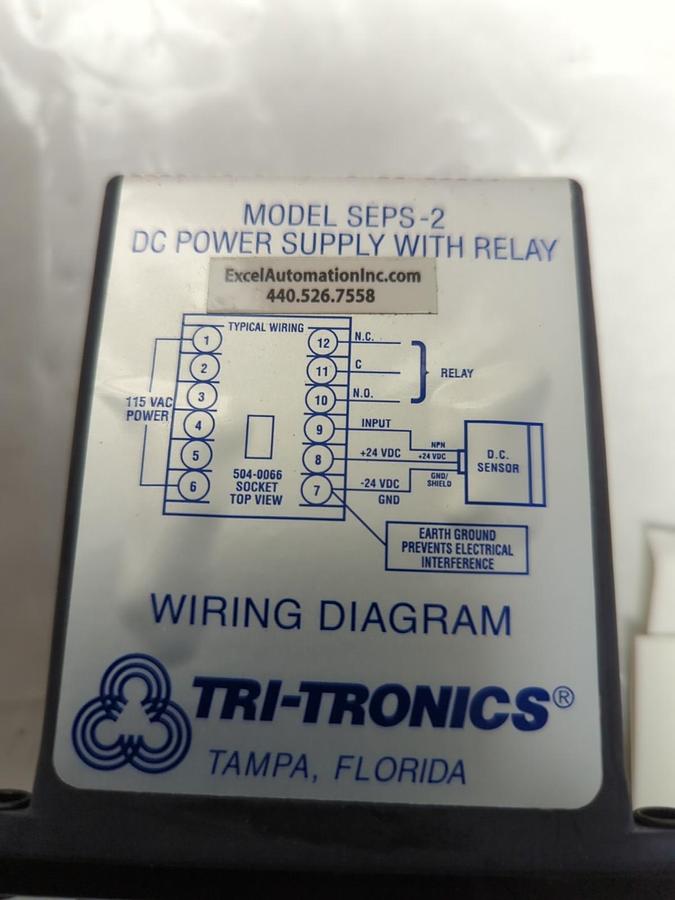 MODEL SEPS-2
DC POWER SUPPLY WITH RELAY
ExcelAutomationInc.com
440.526.7558
TYPICAL WIRING
1
2
3
4
5
6
115 VAC
POWER
12
11
10
9
8
7
N.C.
C
N.O.
RELAY
INPUT
+24 VDC
-24 VDC
GND
NPN
+24 VDC
GND/
SHIELD
D.C.
SENSOR
504-0066
SOCKET
TOP VIEW
EARTH GROUND
PREVENTS ELECTRICAL
INTERFERENCE
WIRING DIAGRAM
TRI-TRONICS®
TAMPA, FLORIDA